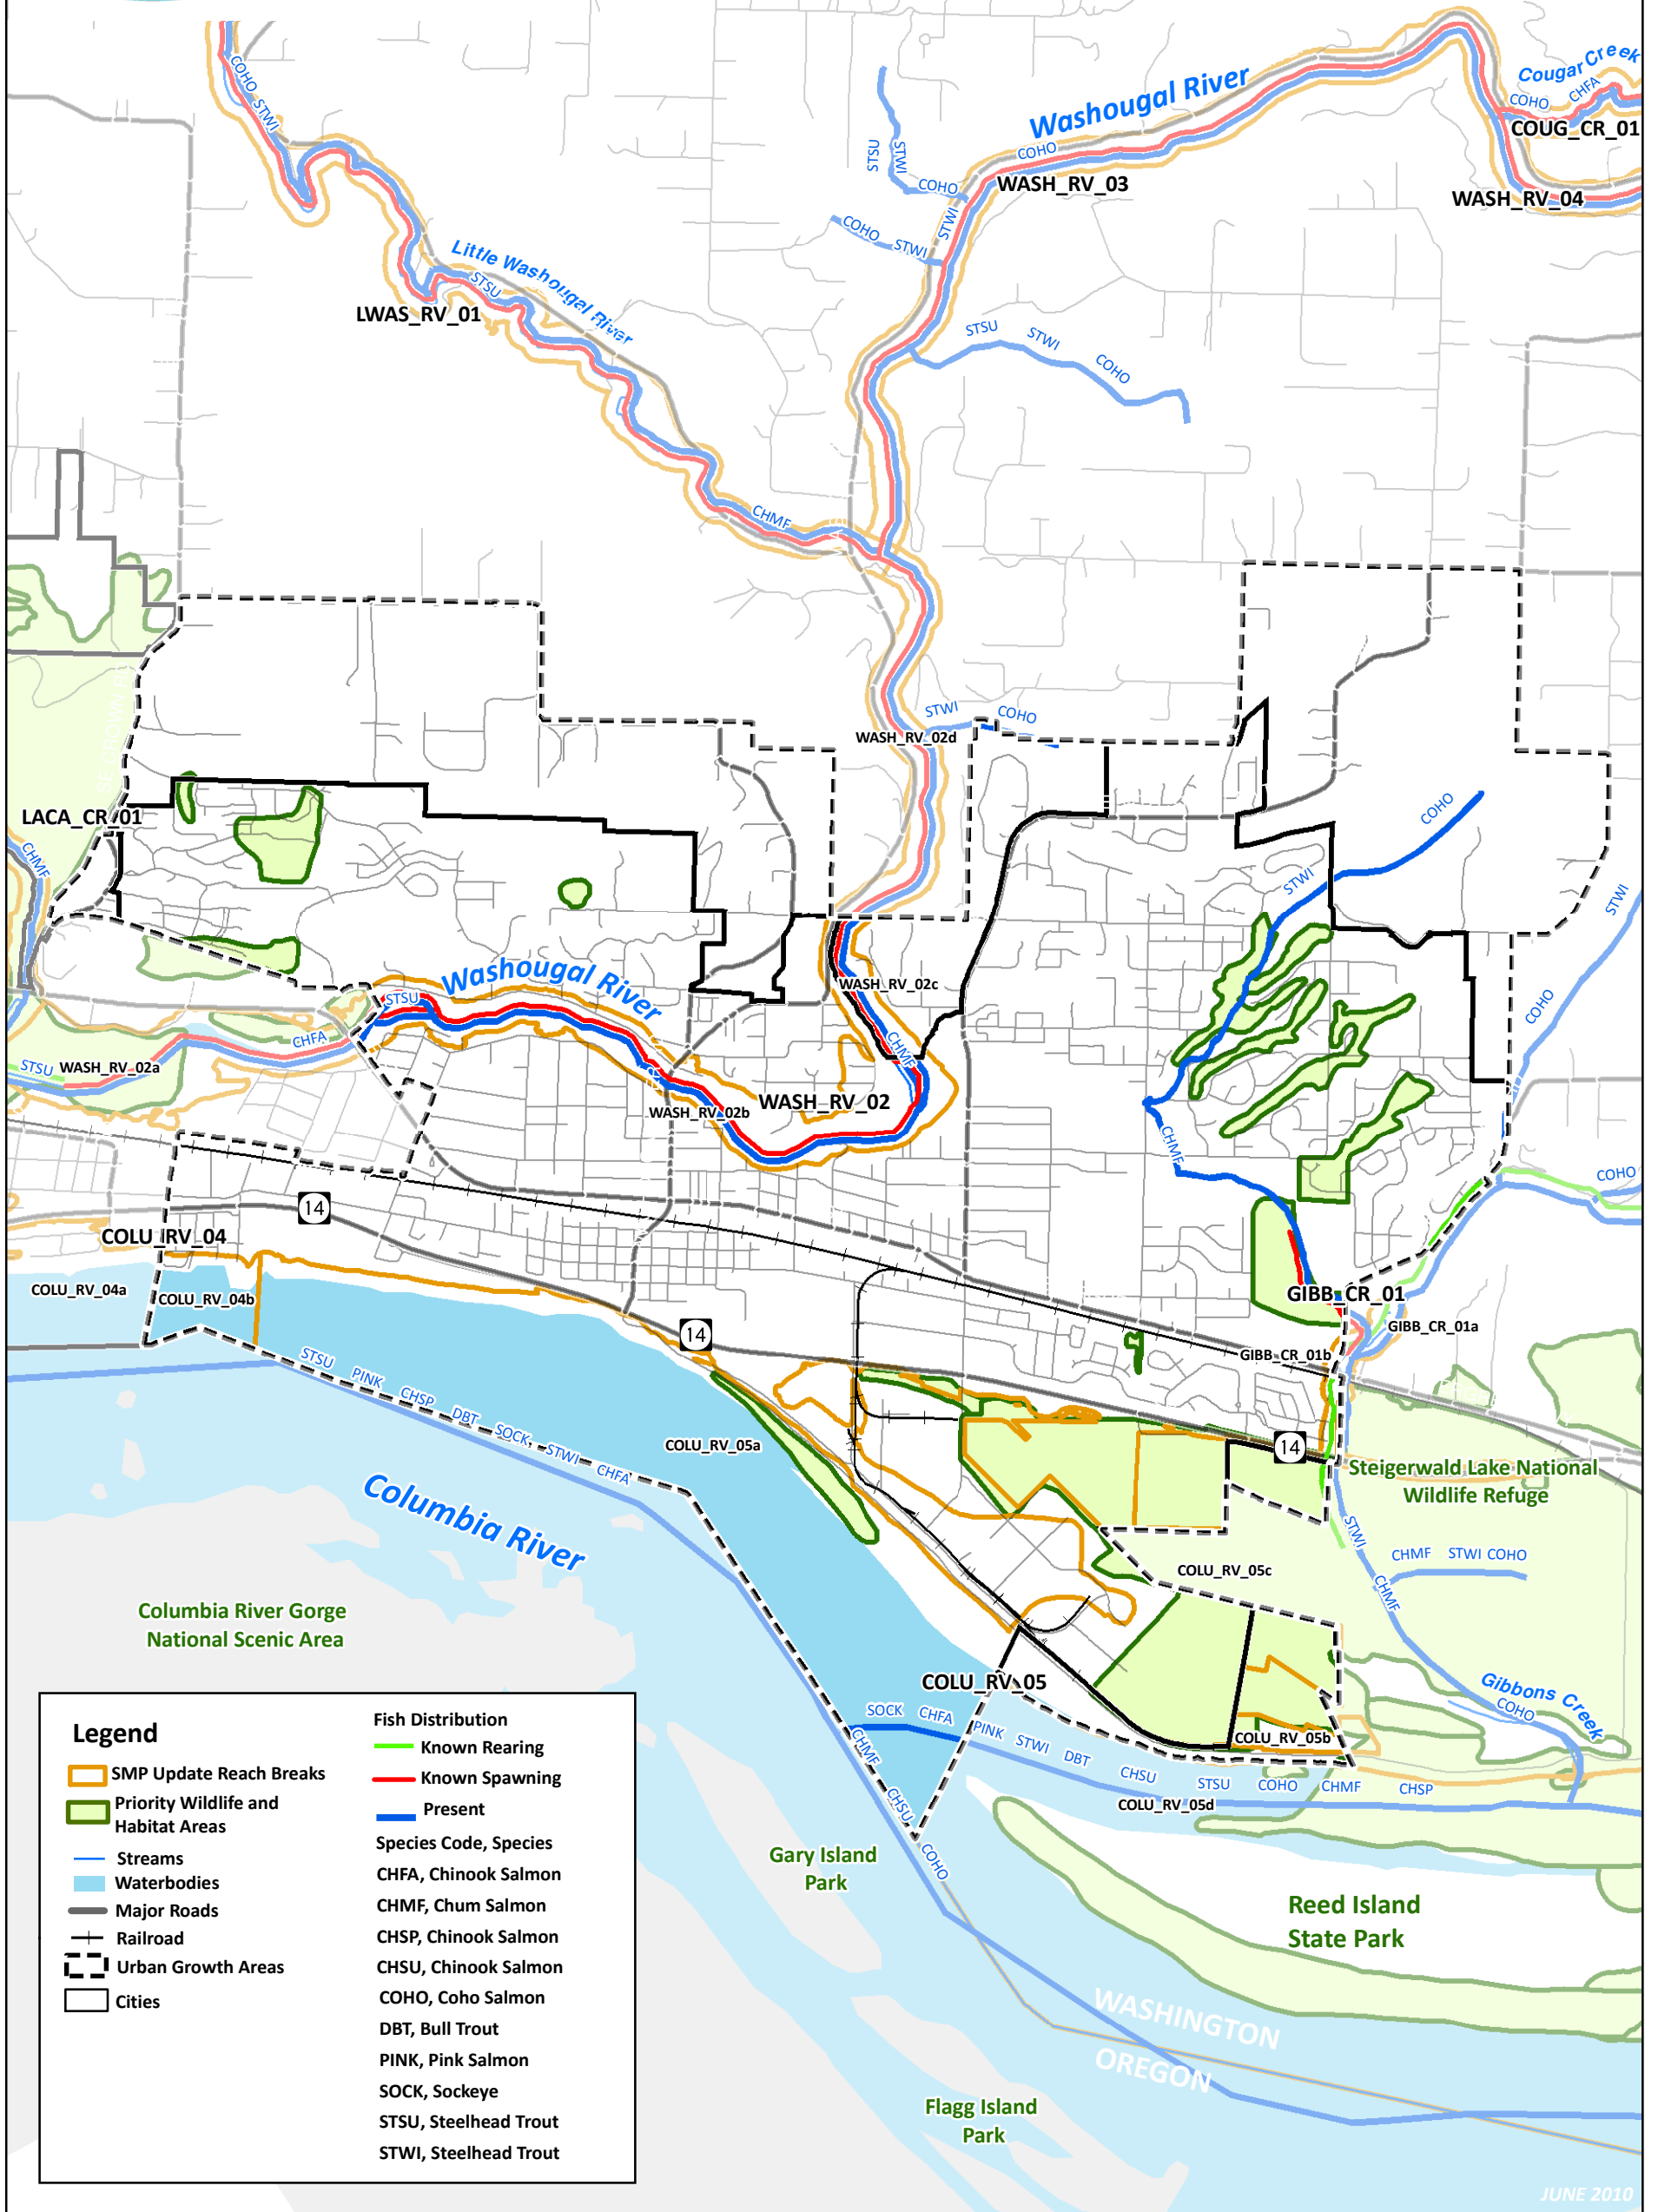 COHO STWI
Washougal River
Cougar Creek
COHO CHFA
COUG_CR_01
COHO
STSU STWI
COHO
WASH_RV_03
WASH_RV_04
COHO STWI
STWI
Little Washougal River
STSU
LWAS_RV_01
STSU STWI COHO
CHMF
SE CROWN
STWI COHO
WASH_RV_02d
LACA_CR_01
CHMF
COHO
STWI
STWI
COHO
Washougal River
STSU
WASH_RV_02c
CHMF
CHFA
STSU
WASH_RV_02a
WASH_RV_02b
WASH_RV_02
CHMF
COHO
14
COLU_RV_04
COLU_RV_04a
COLU_RV_04b
GIBB_CR_01
GIBB_CR_01a
GIBB_CR_01b
14
STSU PINK CHSP DBT SOCK STWI CHFA
COLU_RV_05a
14
Steigerwald Lake National
Wildlife Refuge
Columbia River
STWI
CHMF
CHMF STWI COHO
COLU_RV_05c
Columbia River Gorge
National Scenic Area
COLU_RV_05
Gibbons Creek
COHO
SOCK CHFA PINK STWI DBT CHSU STSU COHO CHMF CHSP
COLU_RV_05b
CHMF CHSU COHO
COLU_RV_05d
Gary Island
Park
Reed Island
State Park
WASHINGTON
OREGON
Flagg Island
Park
Legend
SMP Update Reach Breaks
Priority Wildlife and
Habitat Areas
Streams
Waterbodies
Major Roads
Railroad
Urban Growth Areas
Cities
Fish Distribution
Known Rearing
Known Spawning
Present
Species Code, Species
CHFA, Chinook Salmon
CHMF, Chum Salmon
CHSP, Chinook Salmon
CHSU, Chinook Salmon
COHO, Coho Salmon
DBT, Bull Trout
PINK, Pink Salmon
SOCK, Sockeye
STSU, Steelhead Trout
STWI, Steelhead Trout
JUNE 2010